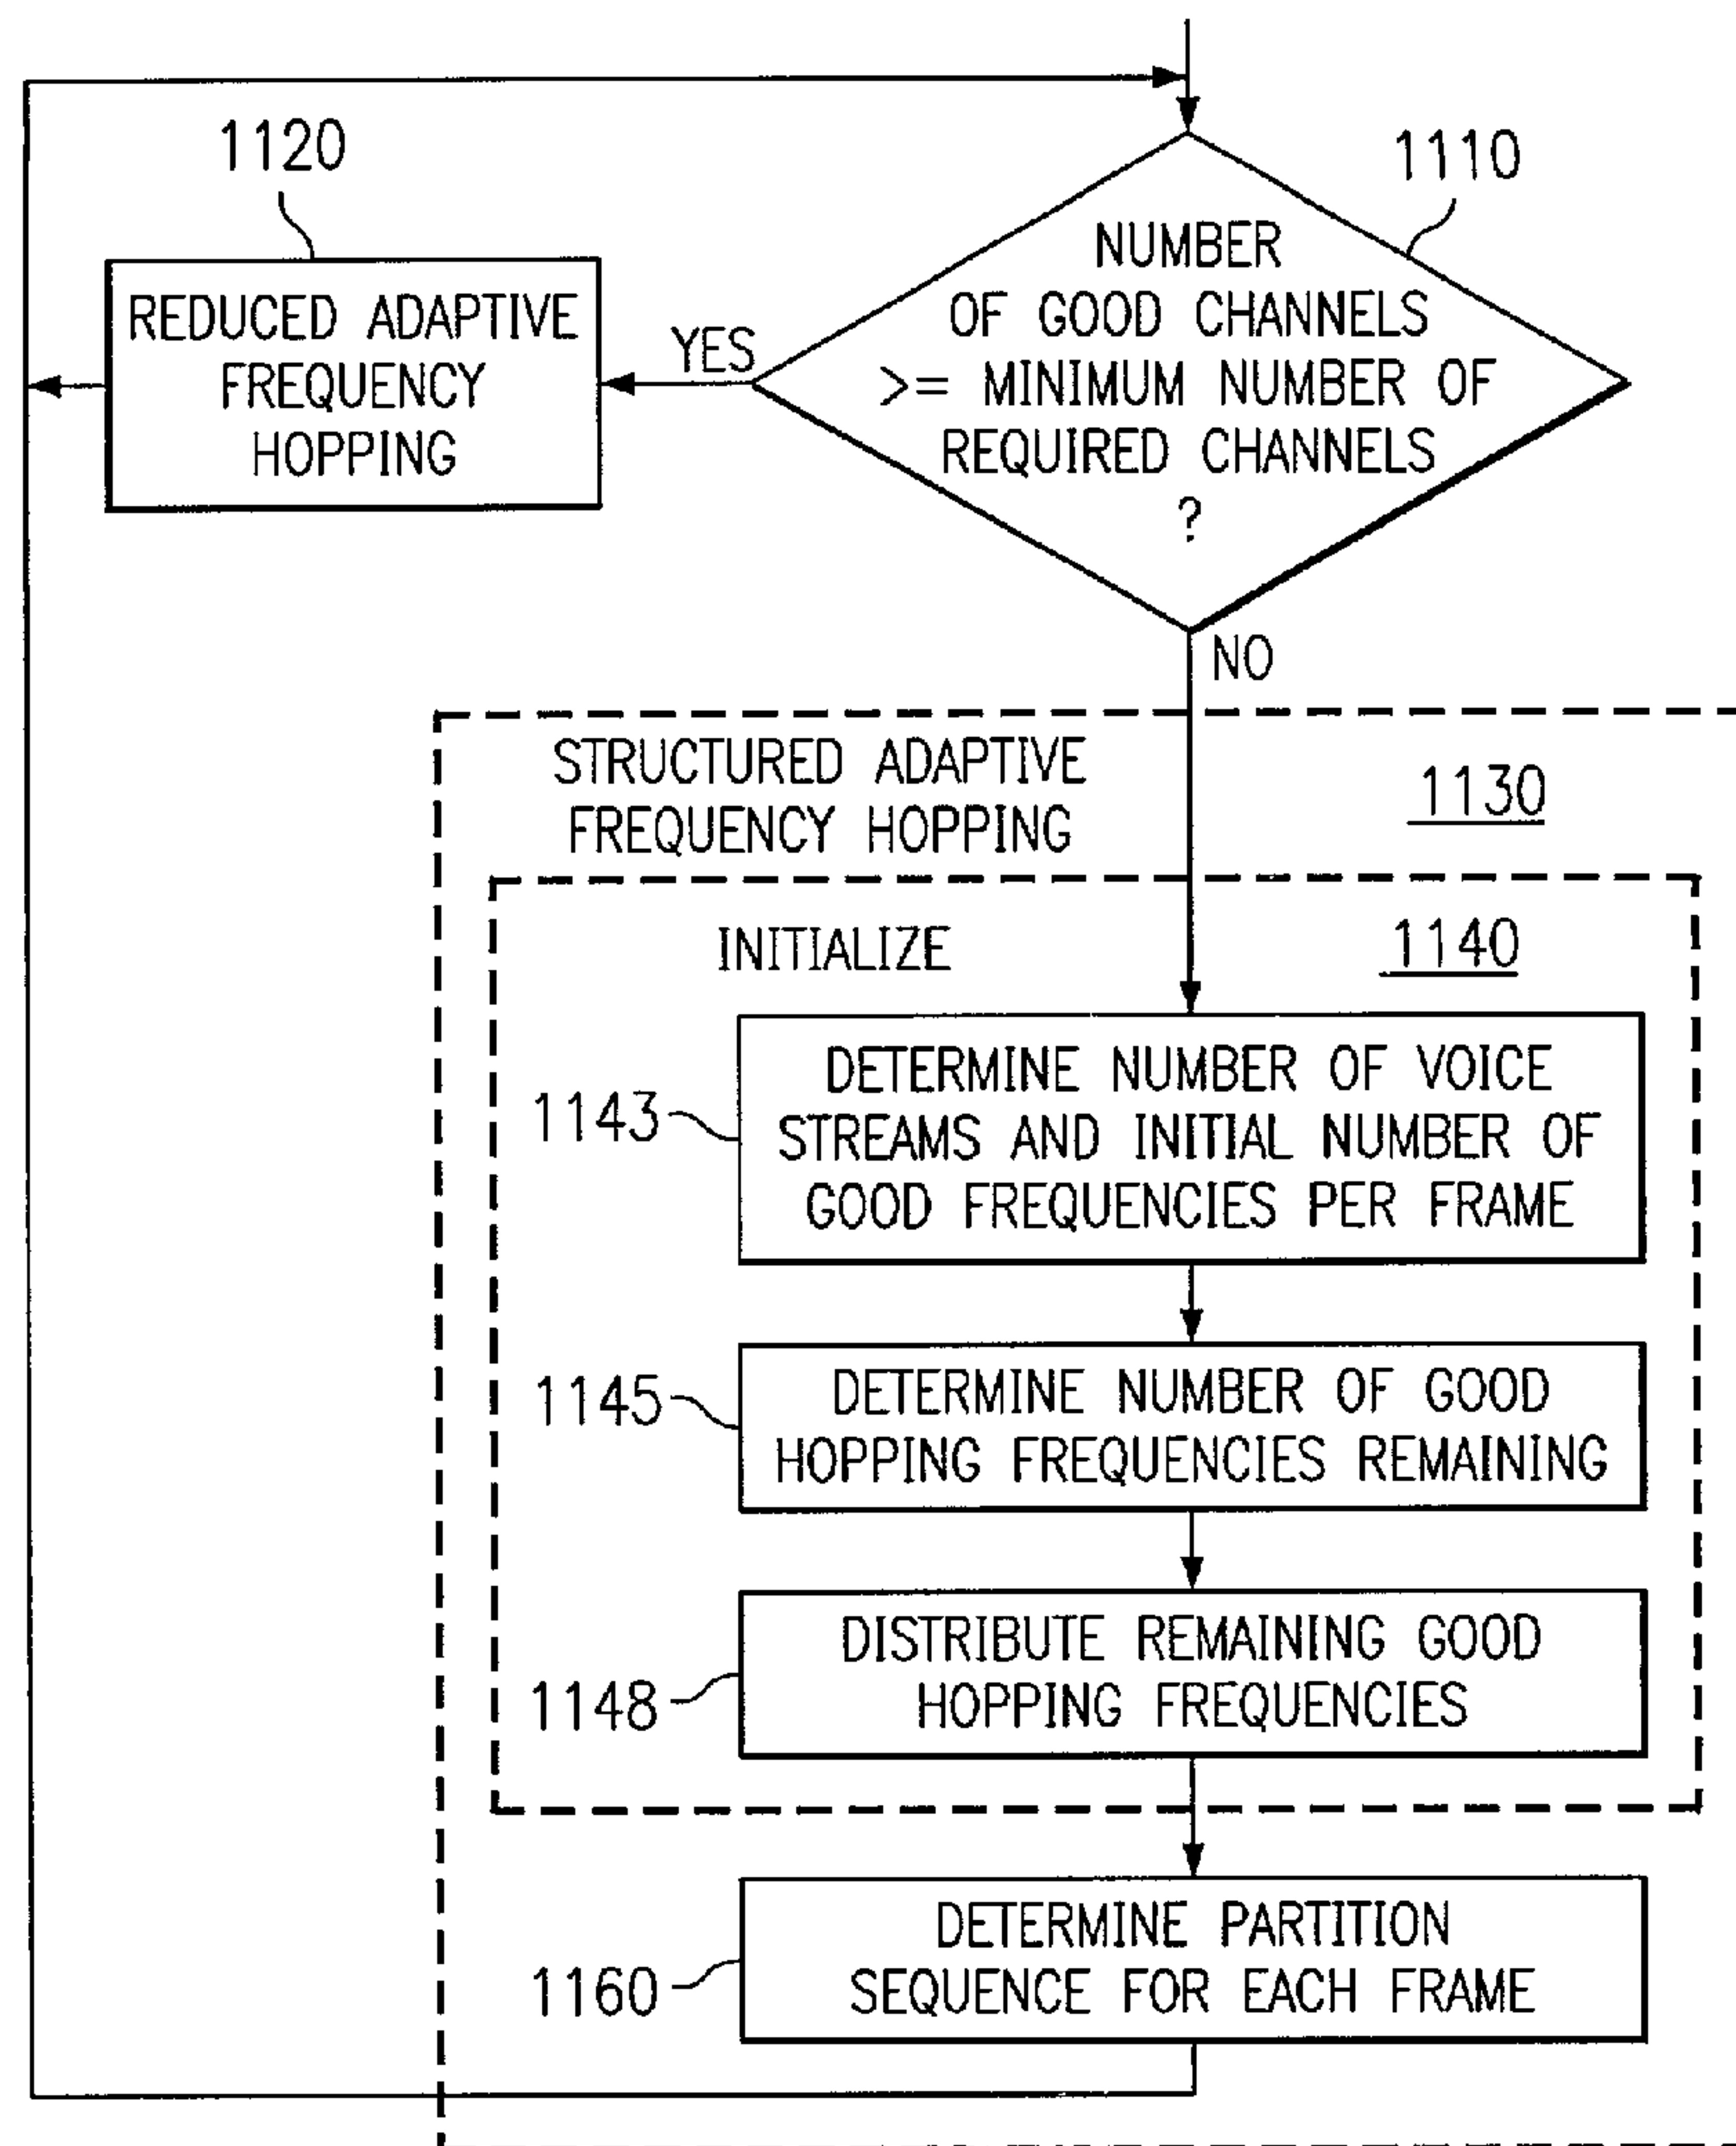 1120
1110
NUMBER
OF GOOD CHANNELS
>= MINIMUM NUMBER OF
REQUIRED CHANNELS
?
YES
REDUCED ADAPTIVE
FREQUENCY
HOPPING
NO
STRUCTURED ADAPTIVE
FREQUENCY HOPPING
1130
INITIALIZE
1140
1143
DETERMINE NUMBER OF VOICE
STREAMS AND INITIAL NUMBER OF
GOOD FREQUENCIES PER FRAME
1145
DETERMINE NUMBER OF GOOD
HOPPING FREQUENCIES REMAINING
1148
DISTRIBUTE REMAINING GOOD
HOPPING FREQUENCIES
1160
DETERMINE PARTITION
SEQUENCE FOR EACH FRAME